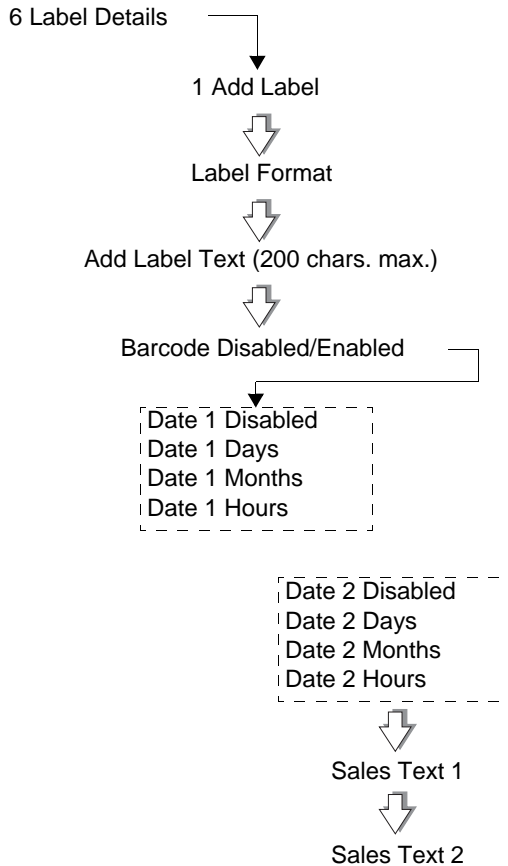 6 Label Details
1 Add Label
Label Format
Add Label Text (200 chars. max.)
Barcode Disabled/Enabled
Date 1 Disabled
Date 1 Days
Date 1 Months
Date 1 Hours
Date 2 Disabled
Date 2 Days
Date 2 Months
Date 2 Hours
Sales Text 1
Sales Text 2